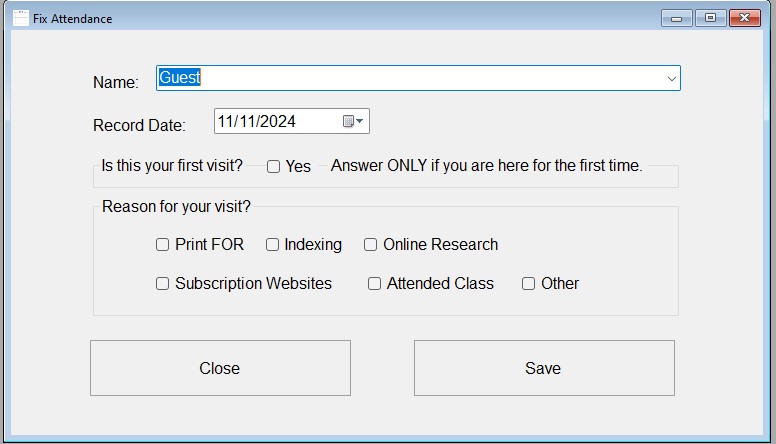 Fix Attendance
Name: Guest
Record Date: 11/11/2024
Is this your first visit? Yes Answer ONLY if you are here for the first time.
Reason for your visit?
Print FOR Indexing Online Research
Subscription Websites Attended Class Other
Close Save